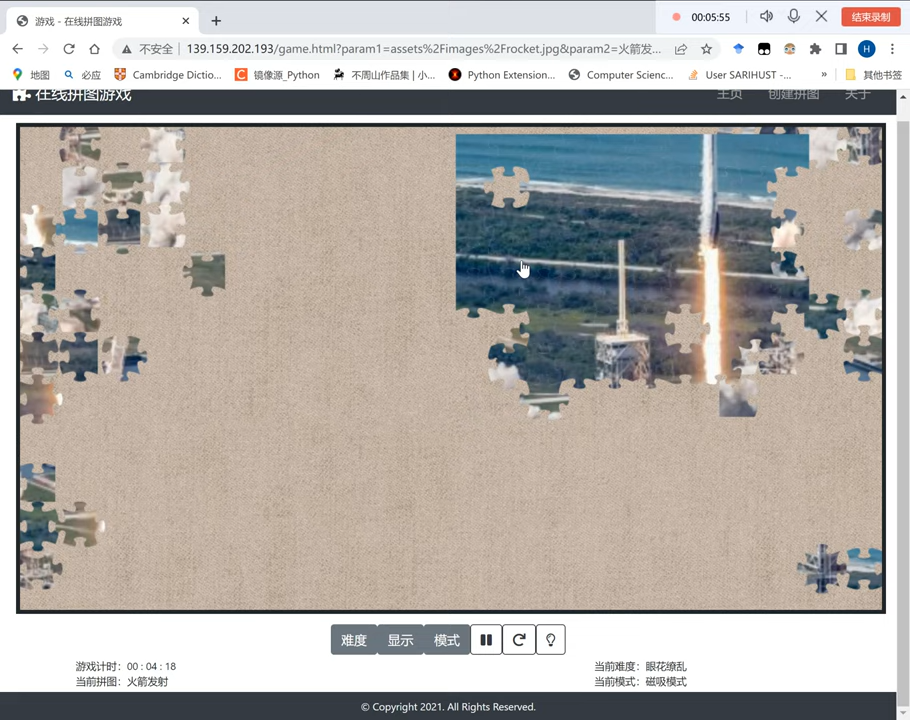 游戏 - 在线拼图游戏
00:05:55
结束录制
不安全
139.159.202.193/game.html?param1=assets%2Fimages%2Frocket.jpg&param2=火箭发...
H
地图
必应
Cambridge Dictio...
镜像源_Python
不周山作品集 | 小...
Python Extension...
Computer Scienc...
User SARIHUST –...
»
其他书签
在线拼图游戏
主页
创建拼图
关于
难度
显示
模式
游戏计时：00 : 04 : 18
当前难度：眼花缭乱
当前拼图：火箭发射
当前模式：磁吸模式
© Copyright 2021. All Rights Reserved.